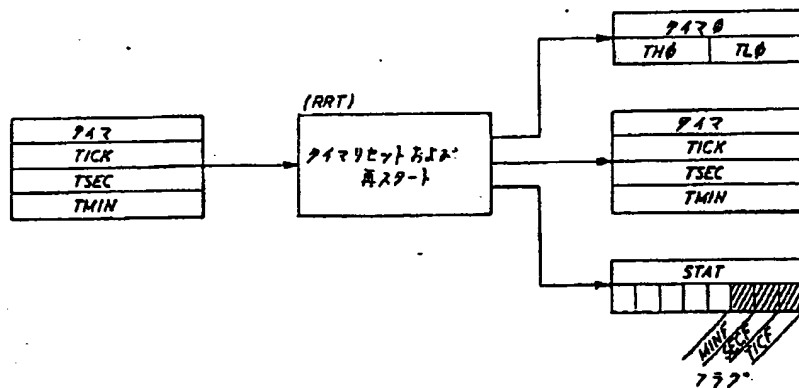 タイマ
TICK
TSEC
TMIN
(RRT)
タイマリセットおよび
再スタート
タイマ0
TH0 TL0
タイマ
TICK
TSEC
TMIN
STAT
MINF
SECF
TICF
フラグ